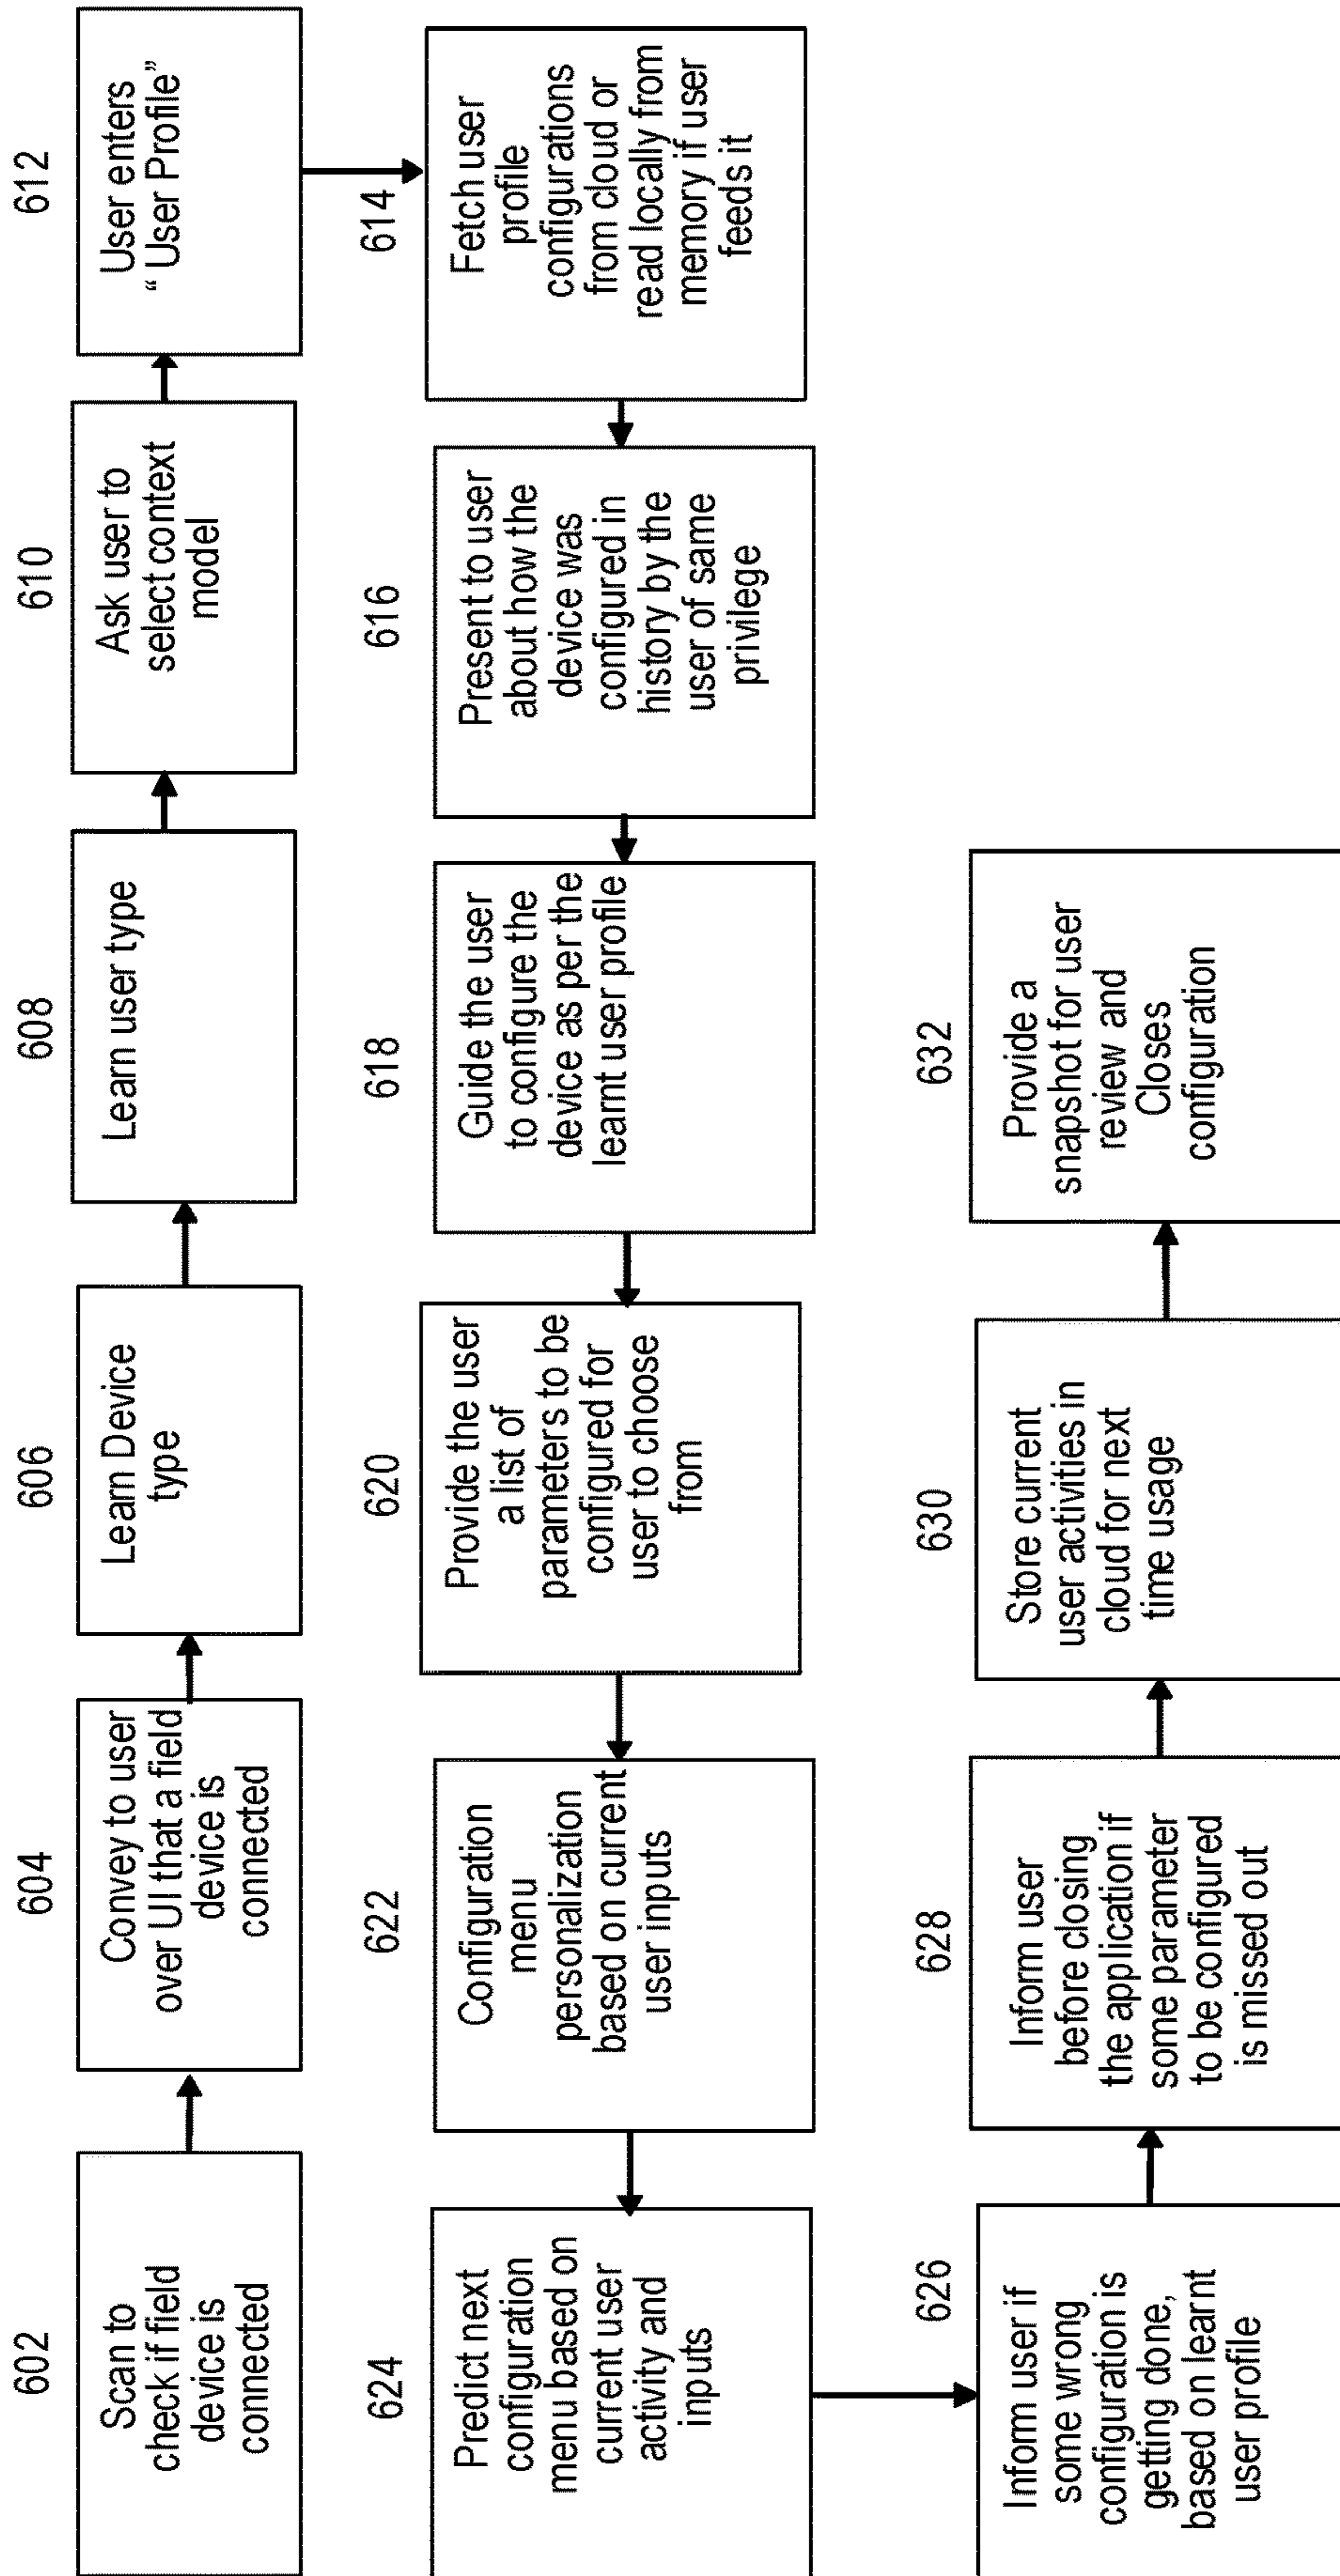 602
Scan to
check if field
device is
connected
604
Convey to user
over UI that a field
device is
connected
606
Learn Device
type
608
Learn user type
610
Ask user to
select context
model
612
User enters
“ User Profile”
614
Fetch user
profile
configurations
from cloud or
read locally from
memory if user
feeds it
616
Present to user
about how the
device was
configured in
history by the
user of same
privilege
618
Guide the user
to configure the
device as per the
learnt user profile
620
Provide the user
a list of
parameters to be
configured for
user to choose
from
622
Configuration
menu
personalization
based on current
user inputs
624
Predict next
configuration
menu based on
current user
activity and
inputs
626
Inform user if
some wrong
configuration is
getting done,
based on learnt
user profile
628
Inform user
before closing
the application if
some parameter
to be configured
is missed out
630
Store current
user activities in
cloud for next
time usage
632
Provide a
snapshot for user
review and
Closes
configuration